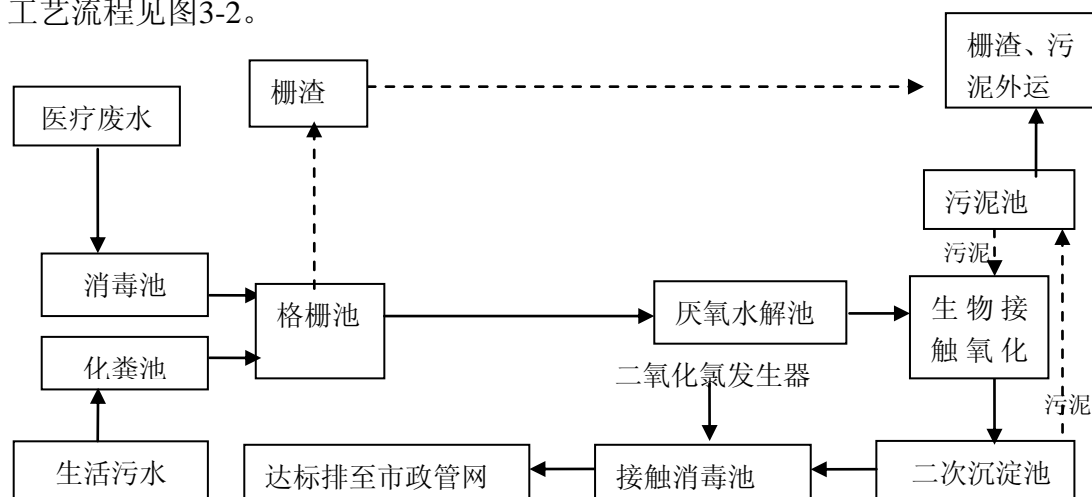 工艺流程见图3-2。
栅渣、污
泥外运
栅渣
医疗废水
污泥池
污泥
消毒池
格栅池
厌氧水解池
生物接
触氧化
化粪池
二氧化氯发生器
污泥
生活污水
达标排至市政管网
接触消毒池
二次沉淀池